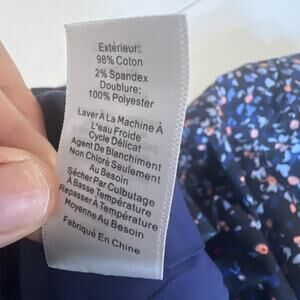 Extérieur:
98% Coton
2% Spandex
Doublure:
100% Polyester
Laver À La Machine À
L'eau Froide
Cycle Délicat
Agent De Blanchiment
Non Chloré Seulement
Au Besoin
Sécher Par Culbutage
À Basse Température
Repasser À Température
Moyenne Au Besoin
Fabriqué En Chine